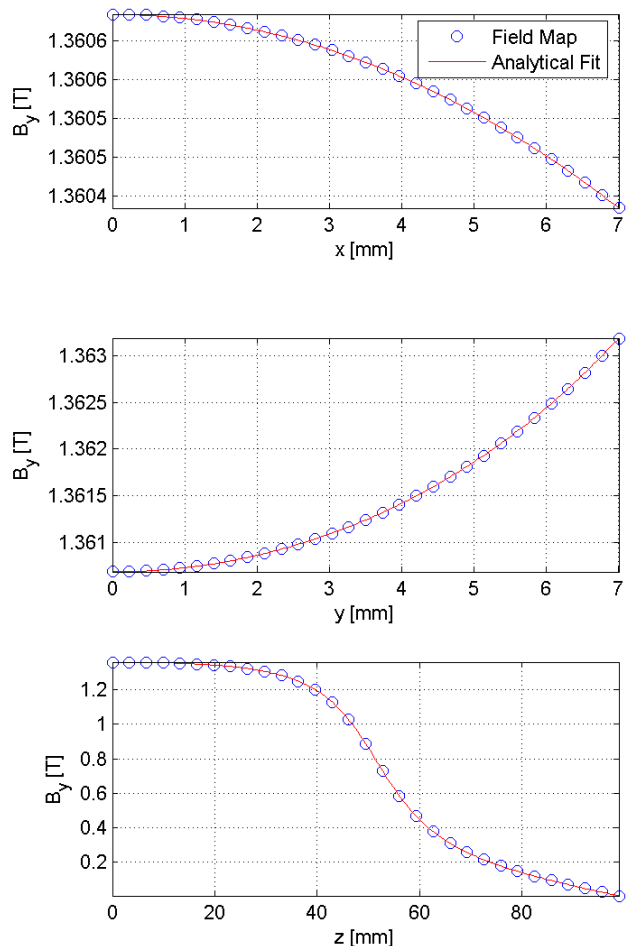 1.3606
1.3606
1.3605
1.3605
1.3604
B_y [T]
Field Map
Analytical Fit
0 1 2 3 4 5 6 7
x [mm]
1.363
1.3625
1.362
1.3615
1.361
B_y [T]
0 1 2 3 4 5 6 7
y [mm]
1.2
1
0.8
0.6
0.4
0.2
B_y [T]
0 20 40 60 80
z [mm]